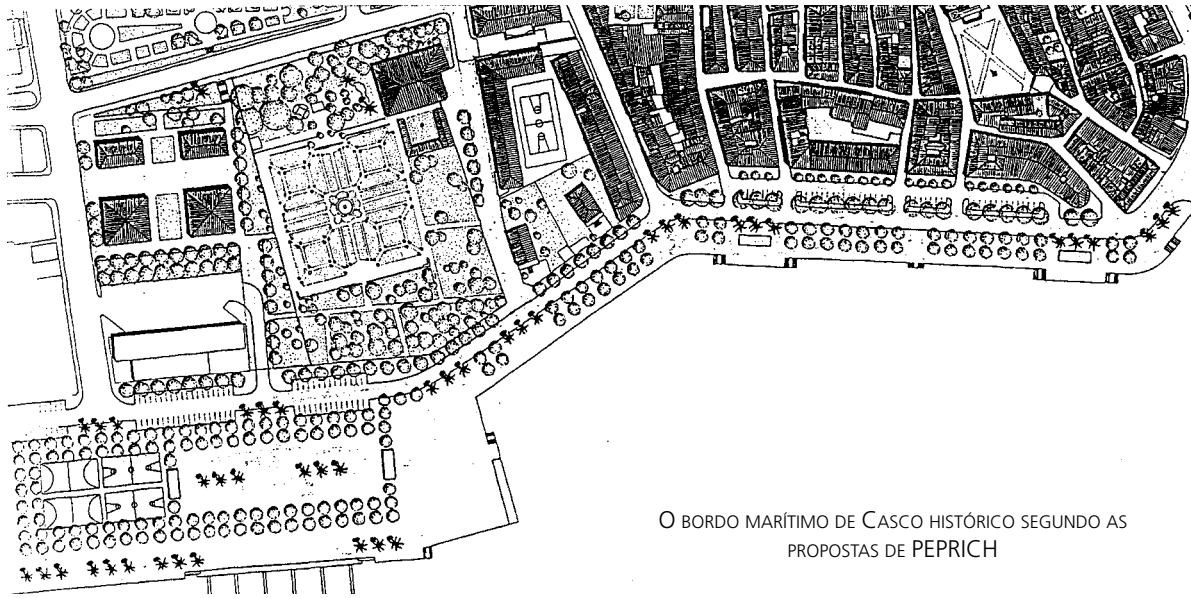 O BORDO MARÍTIMO DE CASCO HISTÓRICO SEGUNDO AS
PROPOSTAS DE PEPRICH